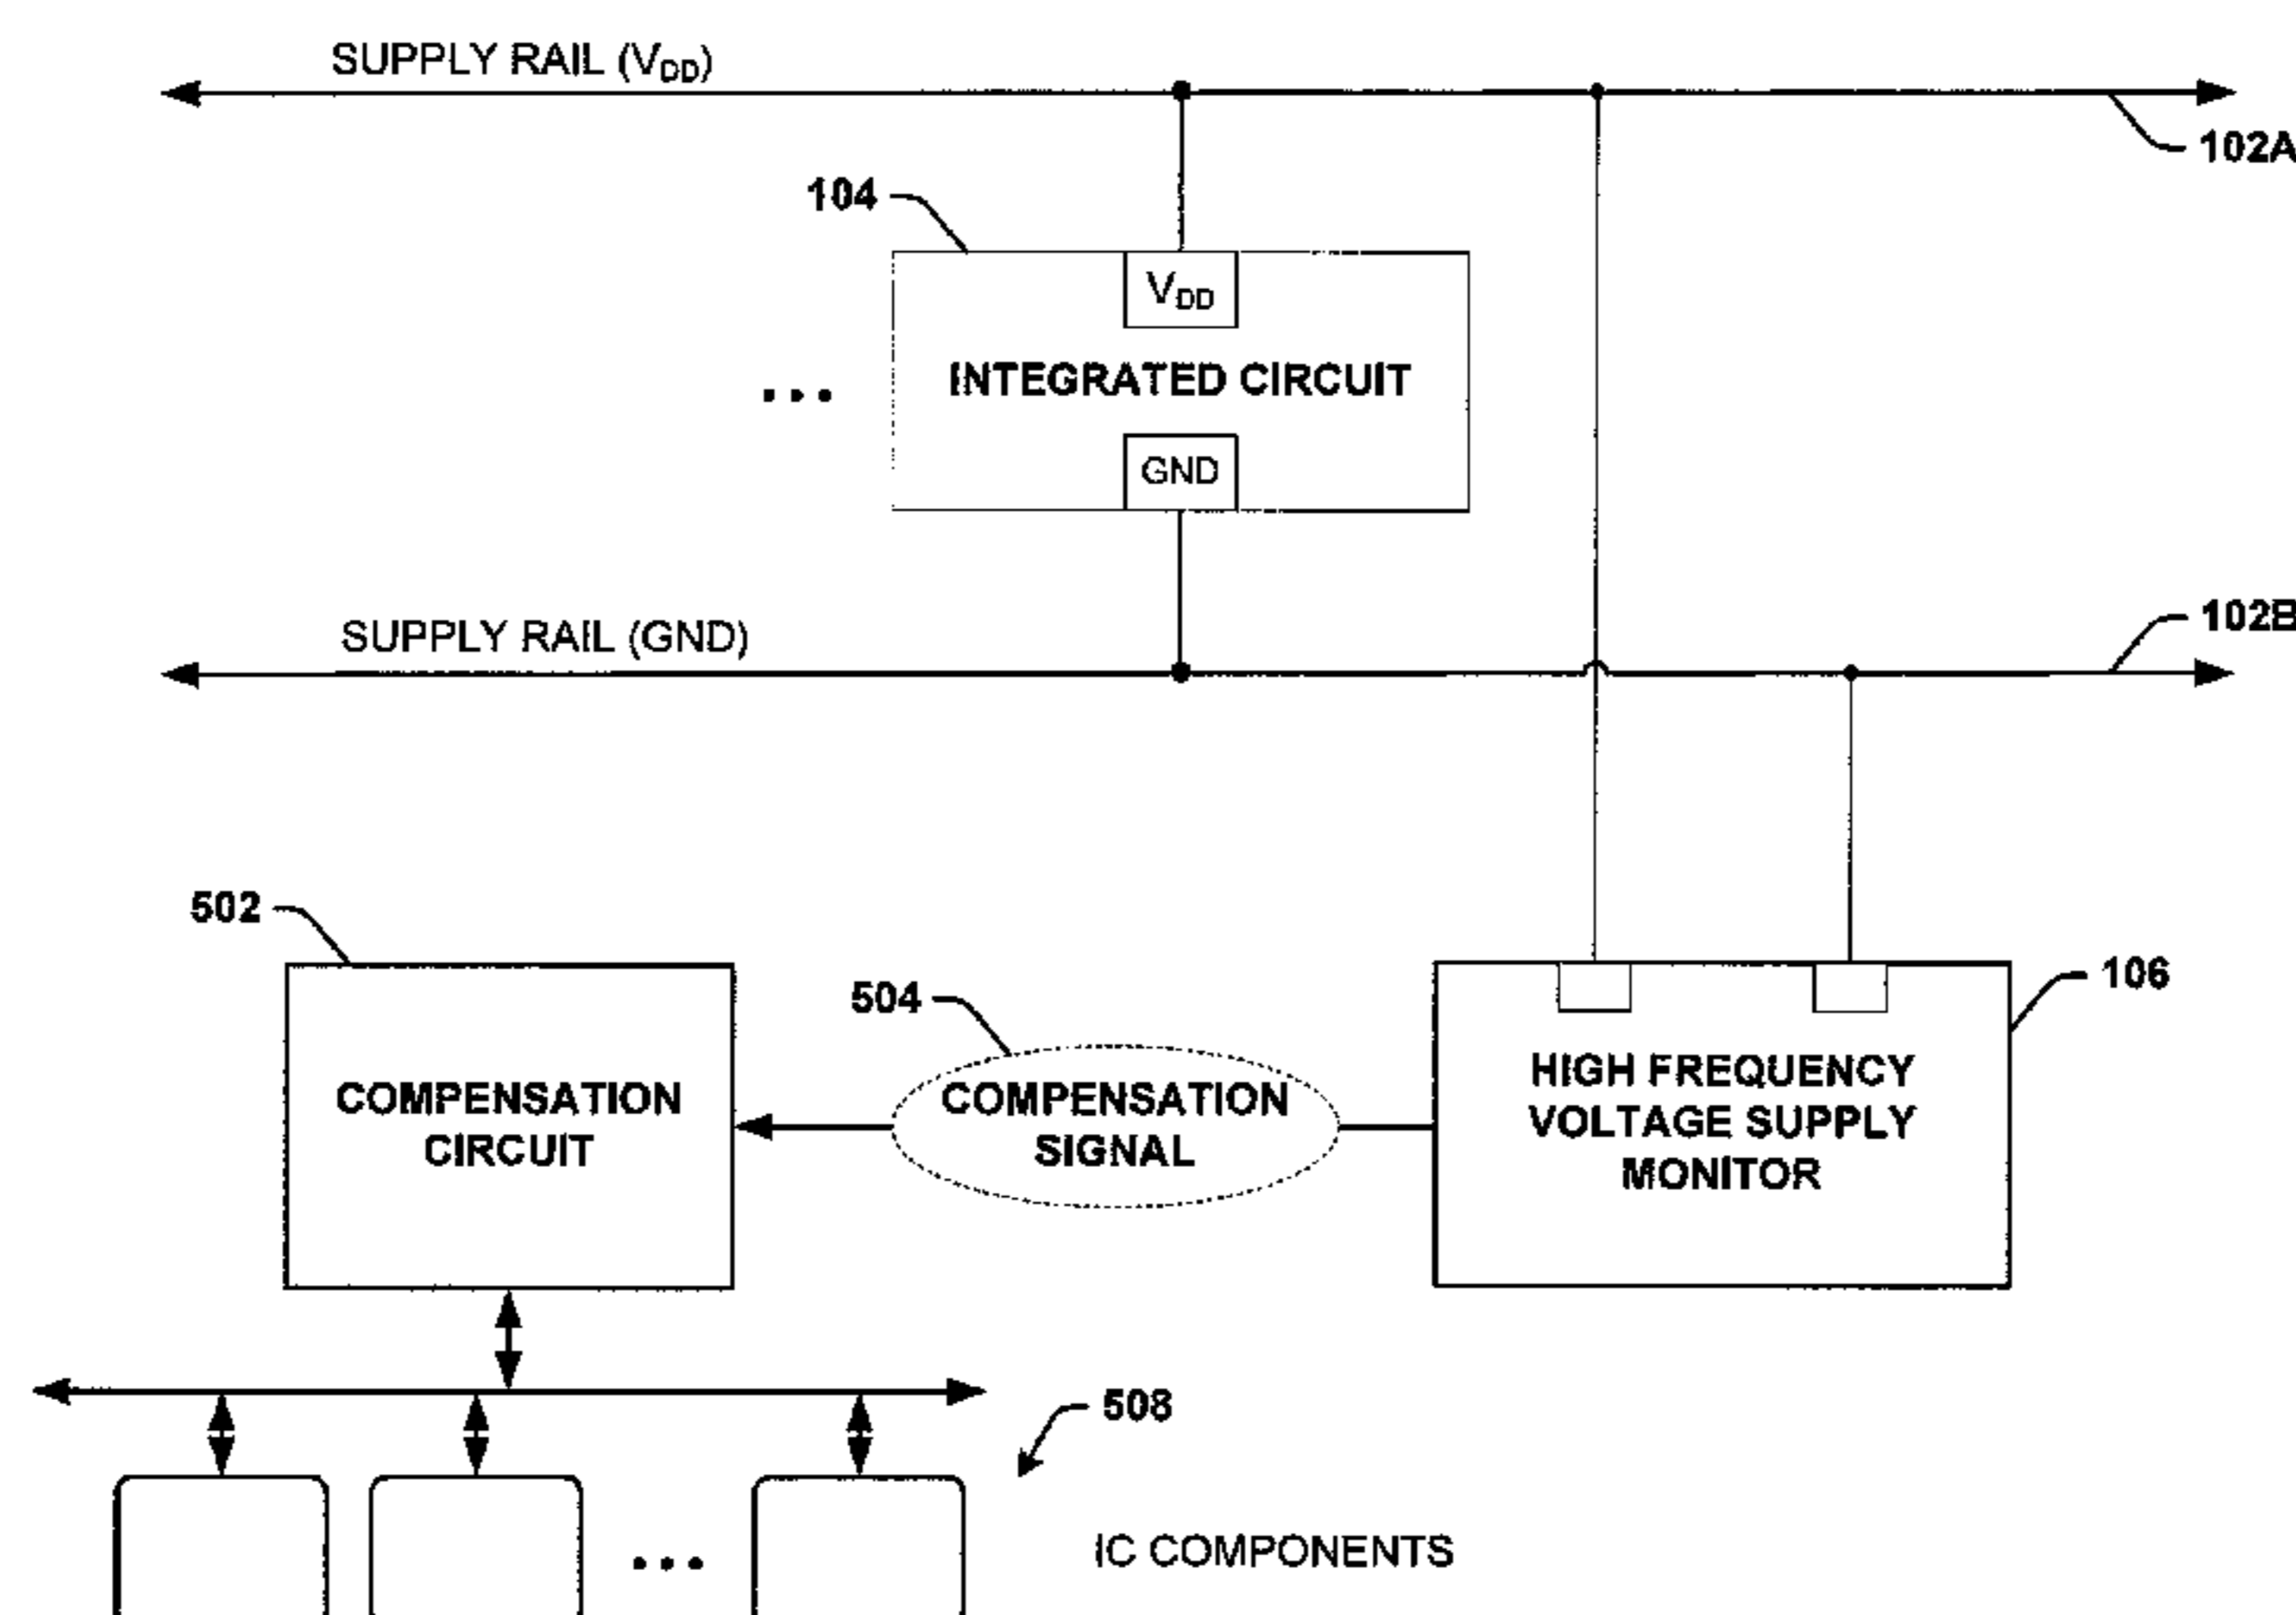 SUPPLY RAIL (VDD)
102A
104
VDD
INTEGRATED CIRCUIT
...
GND
SUPPLY RAIL (GND)
102B
502
504
106
COMPENSATION
CIRCUIT
COMPENSATION
SIGNAL
HIGH FREQUENCY
VOLTAGE SUPPLY
MONITOR
508
...
IC COMPONENTS